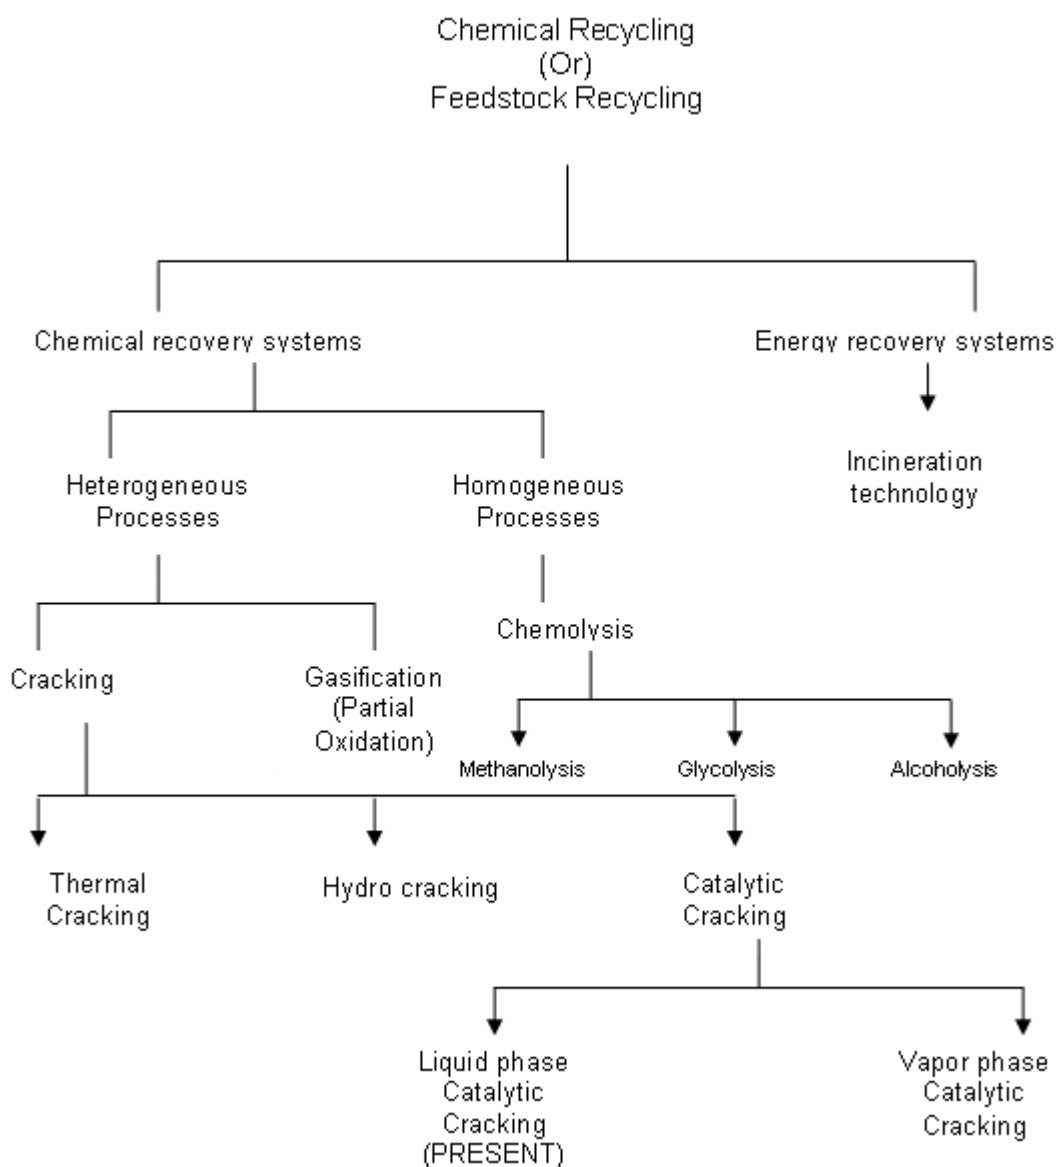 Chemical Recycling
(Or)
Feedstock Recycling
Chemical recovery systems
Energy recovery systems
Heterogeneous
Processes
Homogeneous
Processes
Incineration
technology
Cracking
Gasification
(Partial
Oxidation)
Chemolysis
Methanolysis
Glycolysis
Alcoholysis
Thermal
Cracking
Hydro cracking
Catalytic
Cracking
Liquid phase
Catalytic
Cracking
(PRESENT)
Vapor phase
Catalytic
Cracking